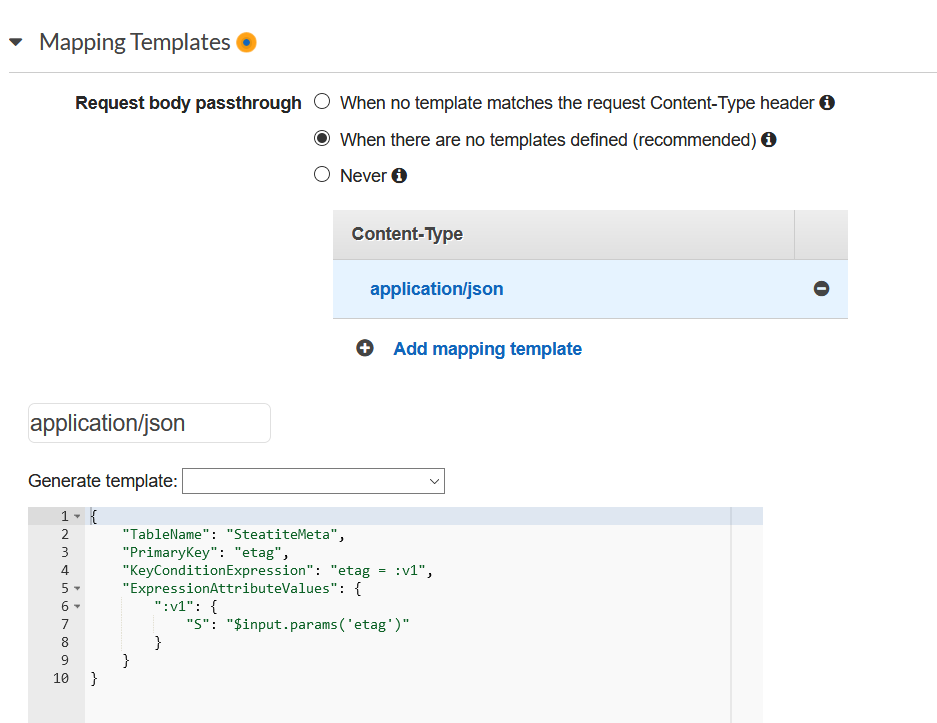 Mapping Templates
Request body passthrough
When no template matches the request Content-Type header
When there are no templates defined (recommended)
Never
Content-Type
application/json
Add mapping template
application/json
Generate template:
1 {
2 "TableName": "SteatiteMeta",
3 "PrimaryKey": "etag",
4 "KeyConditionExpression": "etag = :v1",
5 "ExpressionAttributeValues": {
6 ":v1": {
7 "S": "$input.params('etag')"
8 }
9 }
10 }